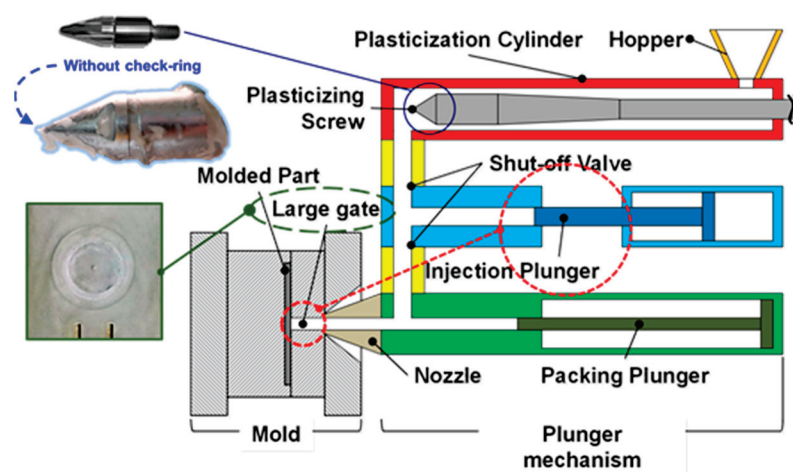 Plasticization Cylinder
Hopper
Without check-ring
Plasticizing
Screw
Shut-off Valve
Molded Part
Large gate
Injection Plunger
Nozzle
Packing Plunger
Mold
Plunger
mechanism